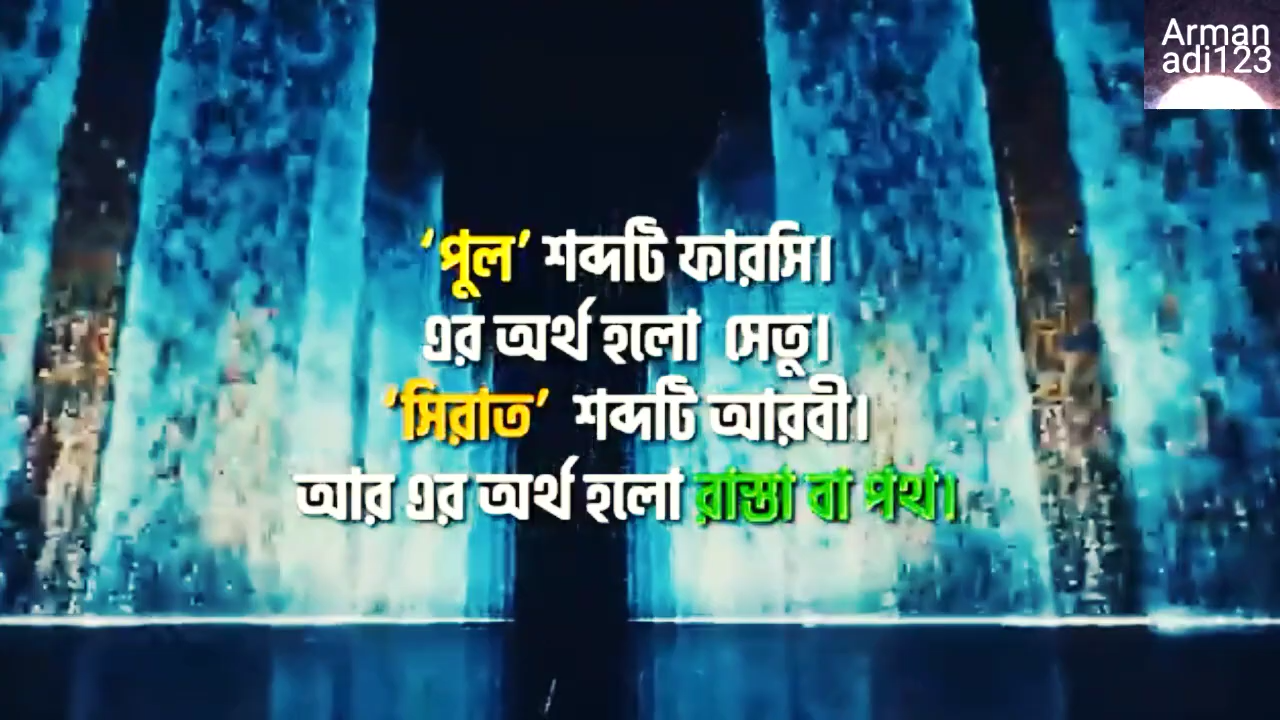 ‘পুল’ শব্দটি ফারসি।
এর অর্থ হলো সেতু।
‘সিরাত’ শব্দটি আরবী।
আর এর অর্থ হলো রাস্তা বা পথ।
Arman
adi123